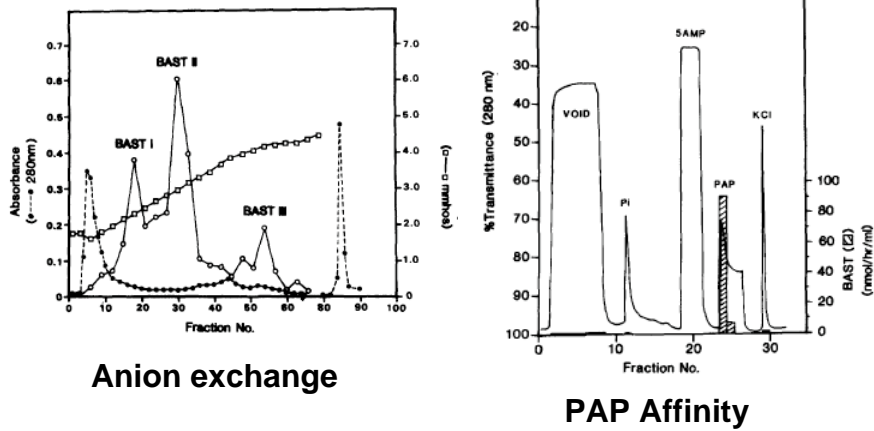 0.7
0.6
0.5
0.4
0.3
0.2
0.1
0
Absorbance
(●---● 280nm)
BAST I
BAST II
BAST III
7.0
6.0
5.0
4.0
3.0
2.0
1.0
0
(□—□ mmhos)
0 10 20 30 40 50 60 70 80 90 100
Fraction No.
Anion exchange
20
30
40
50
60
70
80
90
100
%Transmittance (280 nm)
VOID
Pi
5AMP
PAP
KCl
100
80
60
40
20
0
BAST (▨)
(nmol/hr/ml)
0 10 20 30
Fraction No.
PAP Affinity